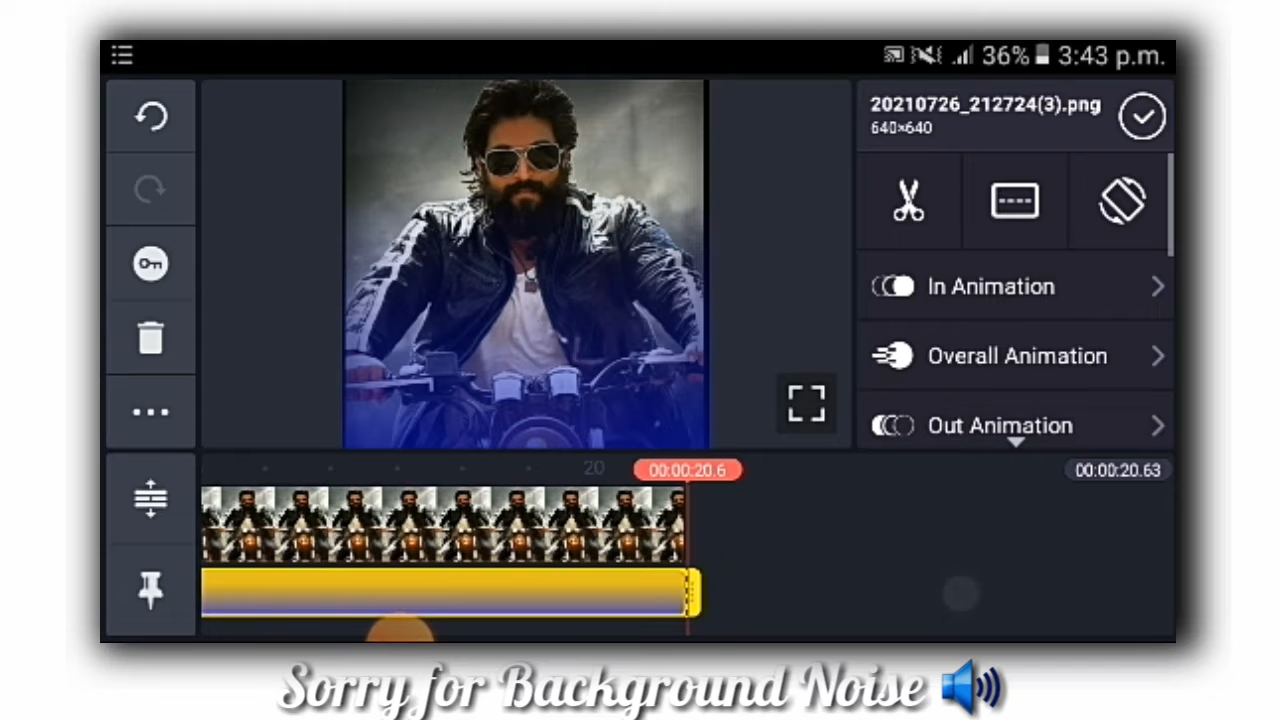 36% 3:43 p.m.
20210726_212724(3).png
640×640
In Animation
Overall Animation
Out Animation
20
00:00:20.6
00:00:20.63
Sorry for Background Noise 🔊